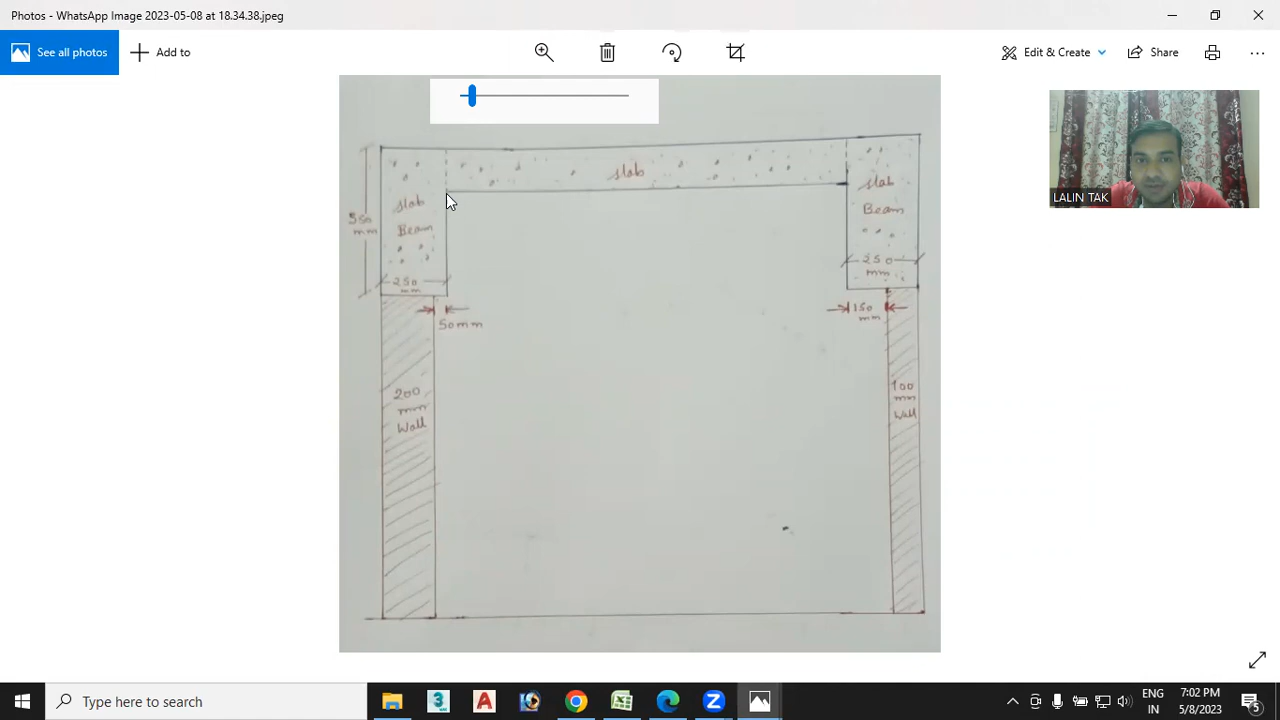 Photos - WhatsApp Image 2023-05-08 at 18.34.38.jpeg
See all photos
Add to
Edit & Create
Share
slab
slab
Beam
350
mm
250
mm
50mm
200
mm
Wall
slab
Beam
250
mm
150
mm
100
mm
Wall
LALIN TAK
Type here to search
ENG
IN
7:02 PM
5/8/2023
5